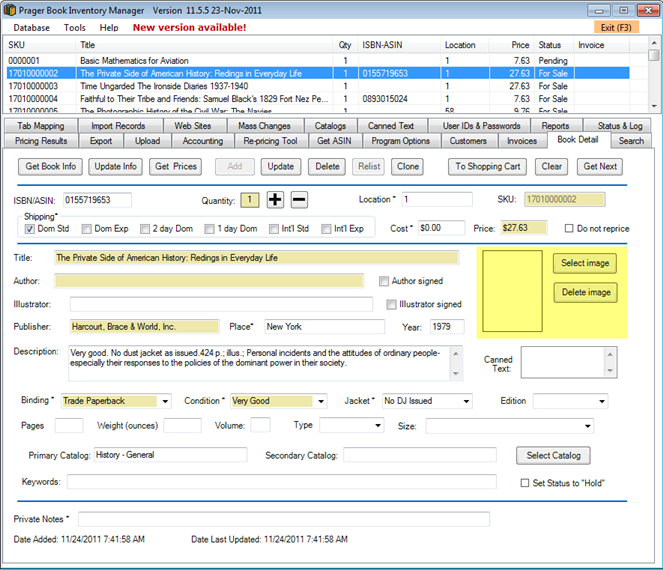 Prager Book Inventory Manager Version 11.5.5 23-Nov-2011
Database Tools Help New version available! Exit (F3)
SKU Title Qty ISBN-ASIN Location Price Status Invoice
0000001 Basic Mathematics for Aviation 1 1 7.63 Pending
17010000002 The Private Side of American History: Redings in Everyday Life 1 0155719653 1 27.63 For Sale
17010000003 Time Ungarded The Ironside Diaries 1937-1940 1 1 27.63 For Sale
17010000004 Faithful to Their Tribe and Friends: Samuel Black's 1829 Fort Nez Pe... 1 0893015024 1 7.63 For Sale
17010000005 The Photographic History of the Civil War: The Navies 1 58 9.76 For Sale
Tab Mapping Import Records Web Sites Mass Changes Catalogs Canned Text User IDs & Passwords Reports Status & Log
Pricing Results Export Upload Accounting Re-pricing Tool Get ASIN Program Options Customers Invoices Book Detail Search
Get Book Info Update Info Get Prices Add Update Delete Relist Clone To Shopping Cart Clear Get Next
ISBN/ASIN: 0155719653 Quantity: 1 Location * 1 SKU: 17010000002
Shipping*
Dom Std Dom Exp 2 day Dom 1 day Dom Int'l Std Int'l Exp Cost * $0.00 Price: $27.63 Do not reprice
Title: The Private Side of American History: Redings in Everyday Life Select image
Author: Author signed Delete image
Illustrator: Illustrator signed
Publisher: Harcourt, Brace & World, Inc. Place* New York Year: 1979
Description: Very good. No dust jacket as issued.424 p.; illus.; Personal incidents and the attitudes of ordinary people-
especially their responses to the policies of the dominant power in their society.
Canned
Text:
Binding * Trade Paperback Condition * Very Good Jacket * No DJ Issued Edition
Pages Weight (ounces) Volume: Type Size:
Primary Catalog: History - General Secondary Catalog: Select Catalog
Keywords: Set Status to "Hold"
Private Notes *
Date Added: 11/24/2011 7:41:58 AM Date Last Updated: 11/24/2011 7:41:58 AM